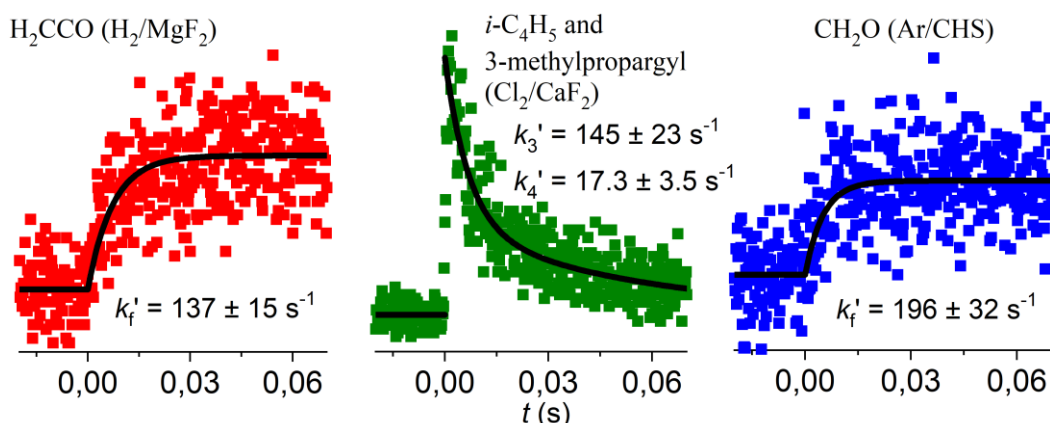 H₂CCO (H₂/MgF₂)
kf' = 137 ± 15 s⁻¹
0,00 0,03 0,06
i-C₄H₅ and
3-methylpropargyl
(Cl₂/CaF₂)
k₃' = 145 ± 23 s⁻¹
k₄' = 17.3 ± 3.5 s⁻¹
0,00 0,03 0,06
t (s)
CH₂O (Ar/CHS)
kf' = 196 ± 32 s⁻¹
0,00 0,03 0,06